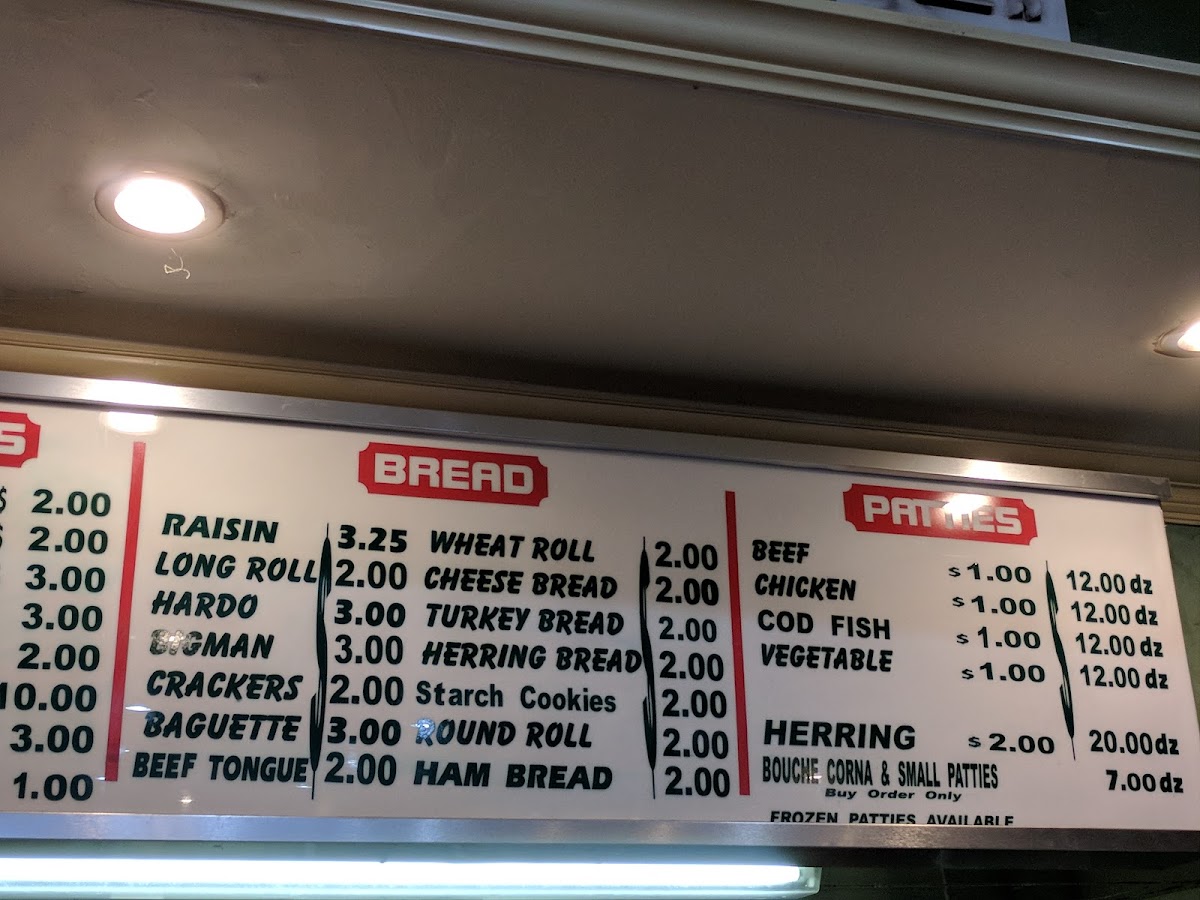 S
$ 2.00
$ 2.00
3.00
3.00
2.00
10.00
3.00
1.00
BREAD
RAISIN 3.25
LONG ROLL 2.00
HARDO 3.00
BIGMAN 3.00
CRACKERS 2.00
BAGUETTE 3.00
BEEF TONGUE 2.00
WHEAT ROLL 2.00
CHEESE BREAD 2.00
TURKEY BREAD 2.00
HERRING BREAD 2.00
Starch Cookies 2.00
ROUND ROLL 2.00
HAM BREAD 2.00
PATTIES
BEEF $1.00 12.00 dz
CHICKEN $1.00 12.00 dz
COD FISH $1.00 12.00 dz
VEGETABLE $1.00 12.00 dz
HERRING $2.00 20.00dz
BOUCHE CORNA & SMALL PATTIES 7.00 dz
Buy Order Only
FROZEN PATTIES AVAILABLE